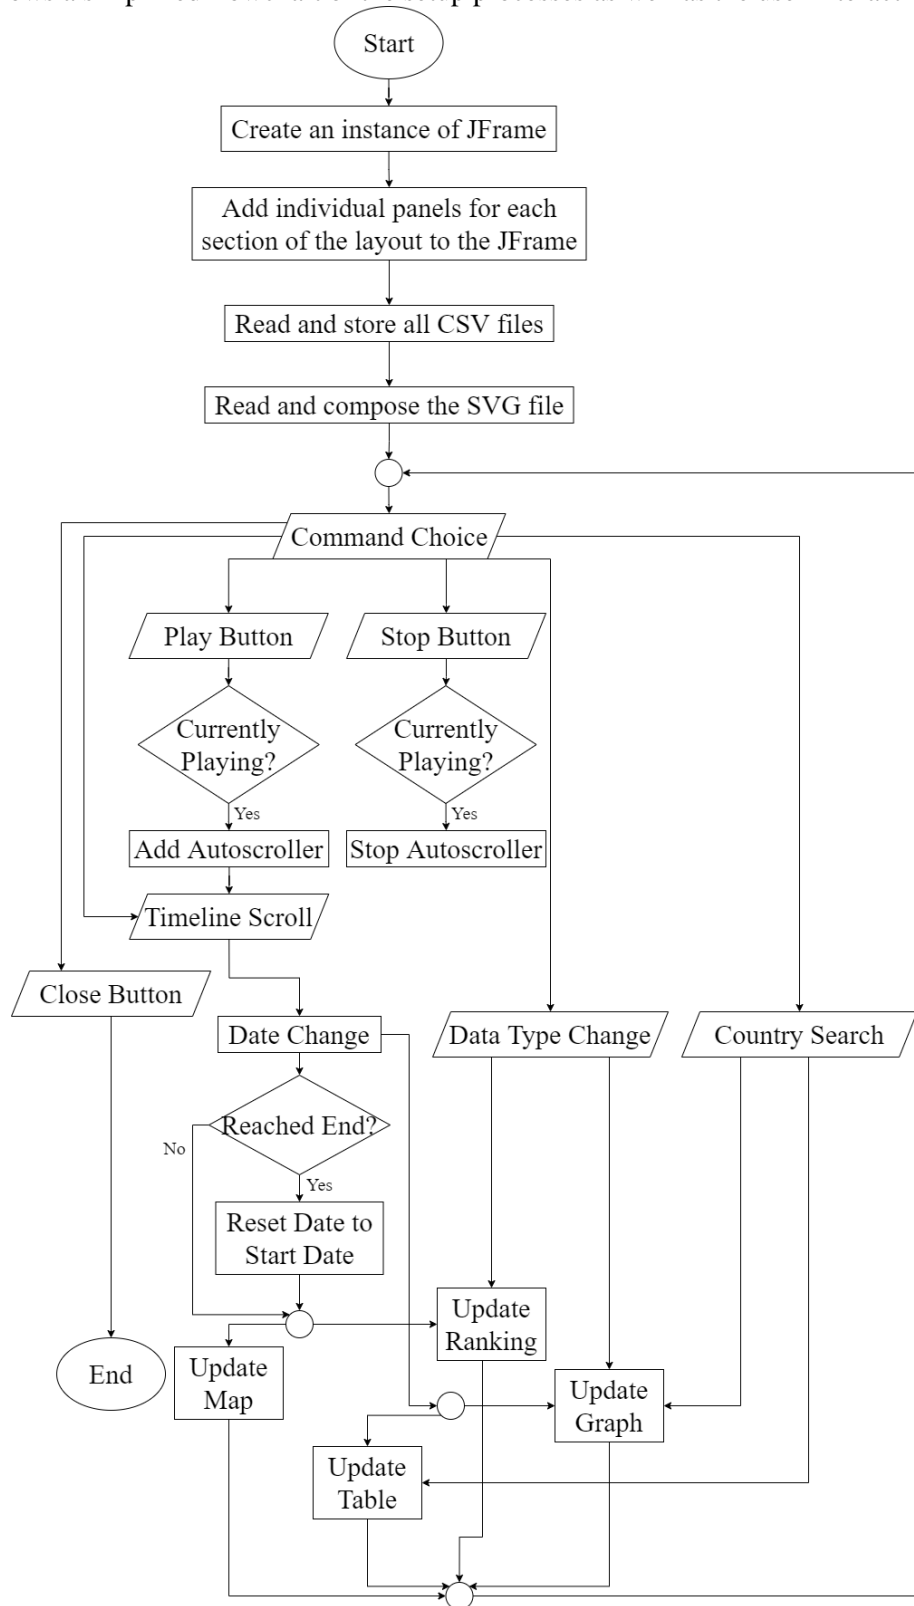 Start
Create an instance of JFrame
Add individual panels for each
section of the layout to the JFrame
Read and store all CSV files
Read and compose the SVG file
Command Choice
Play Button
Stop Button
Currently
Playing?
Currently
Playing?
Yes
Yes
Add Autoscroller
Stop Autoscroller
Timeline Scroll
Close Button
Date Change
Data Type Change
Country Search
Reached End?
No
Yes
Reset Date to
Start Date
Update
Ranking
End
Update
Map
Update
Graph
Update
Table